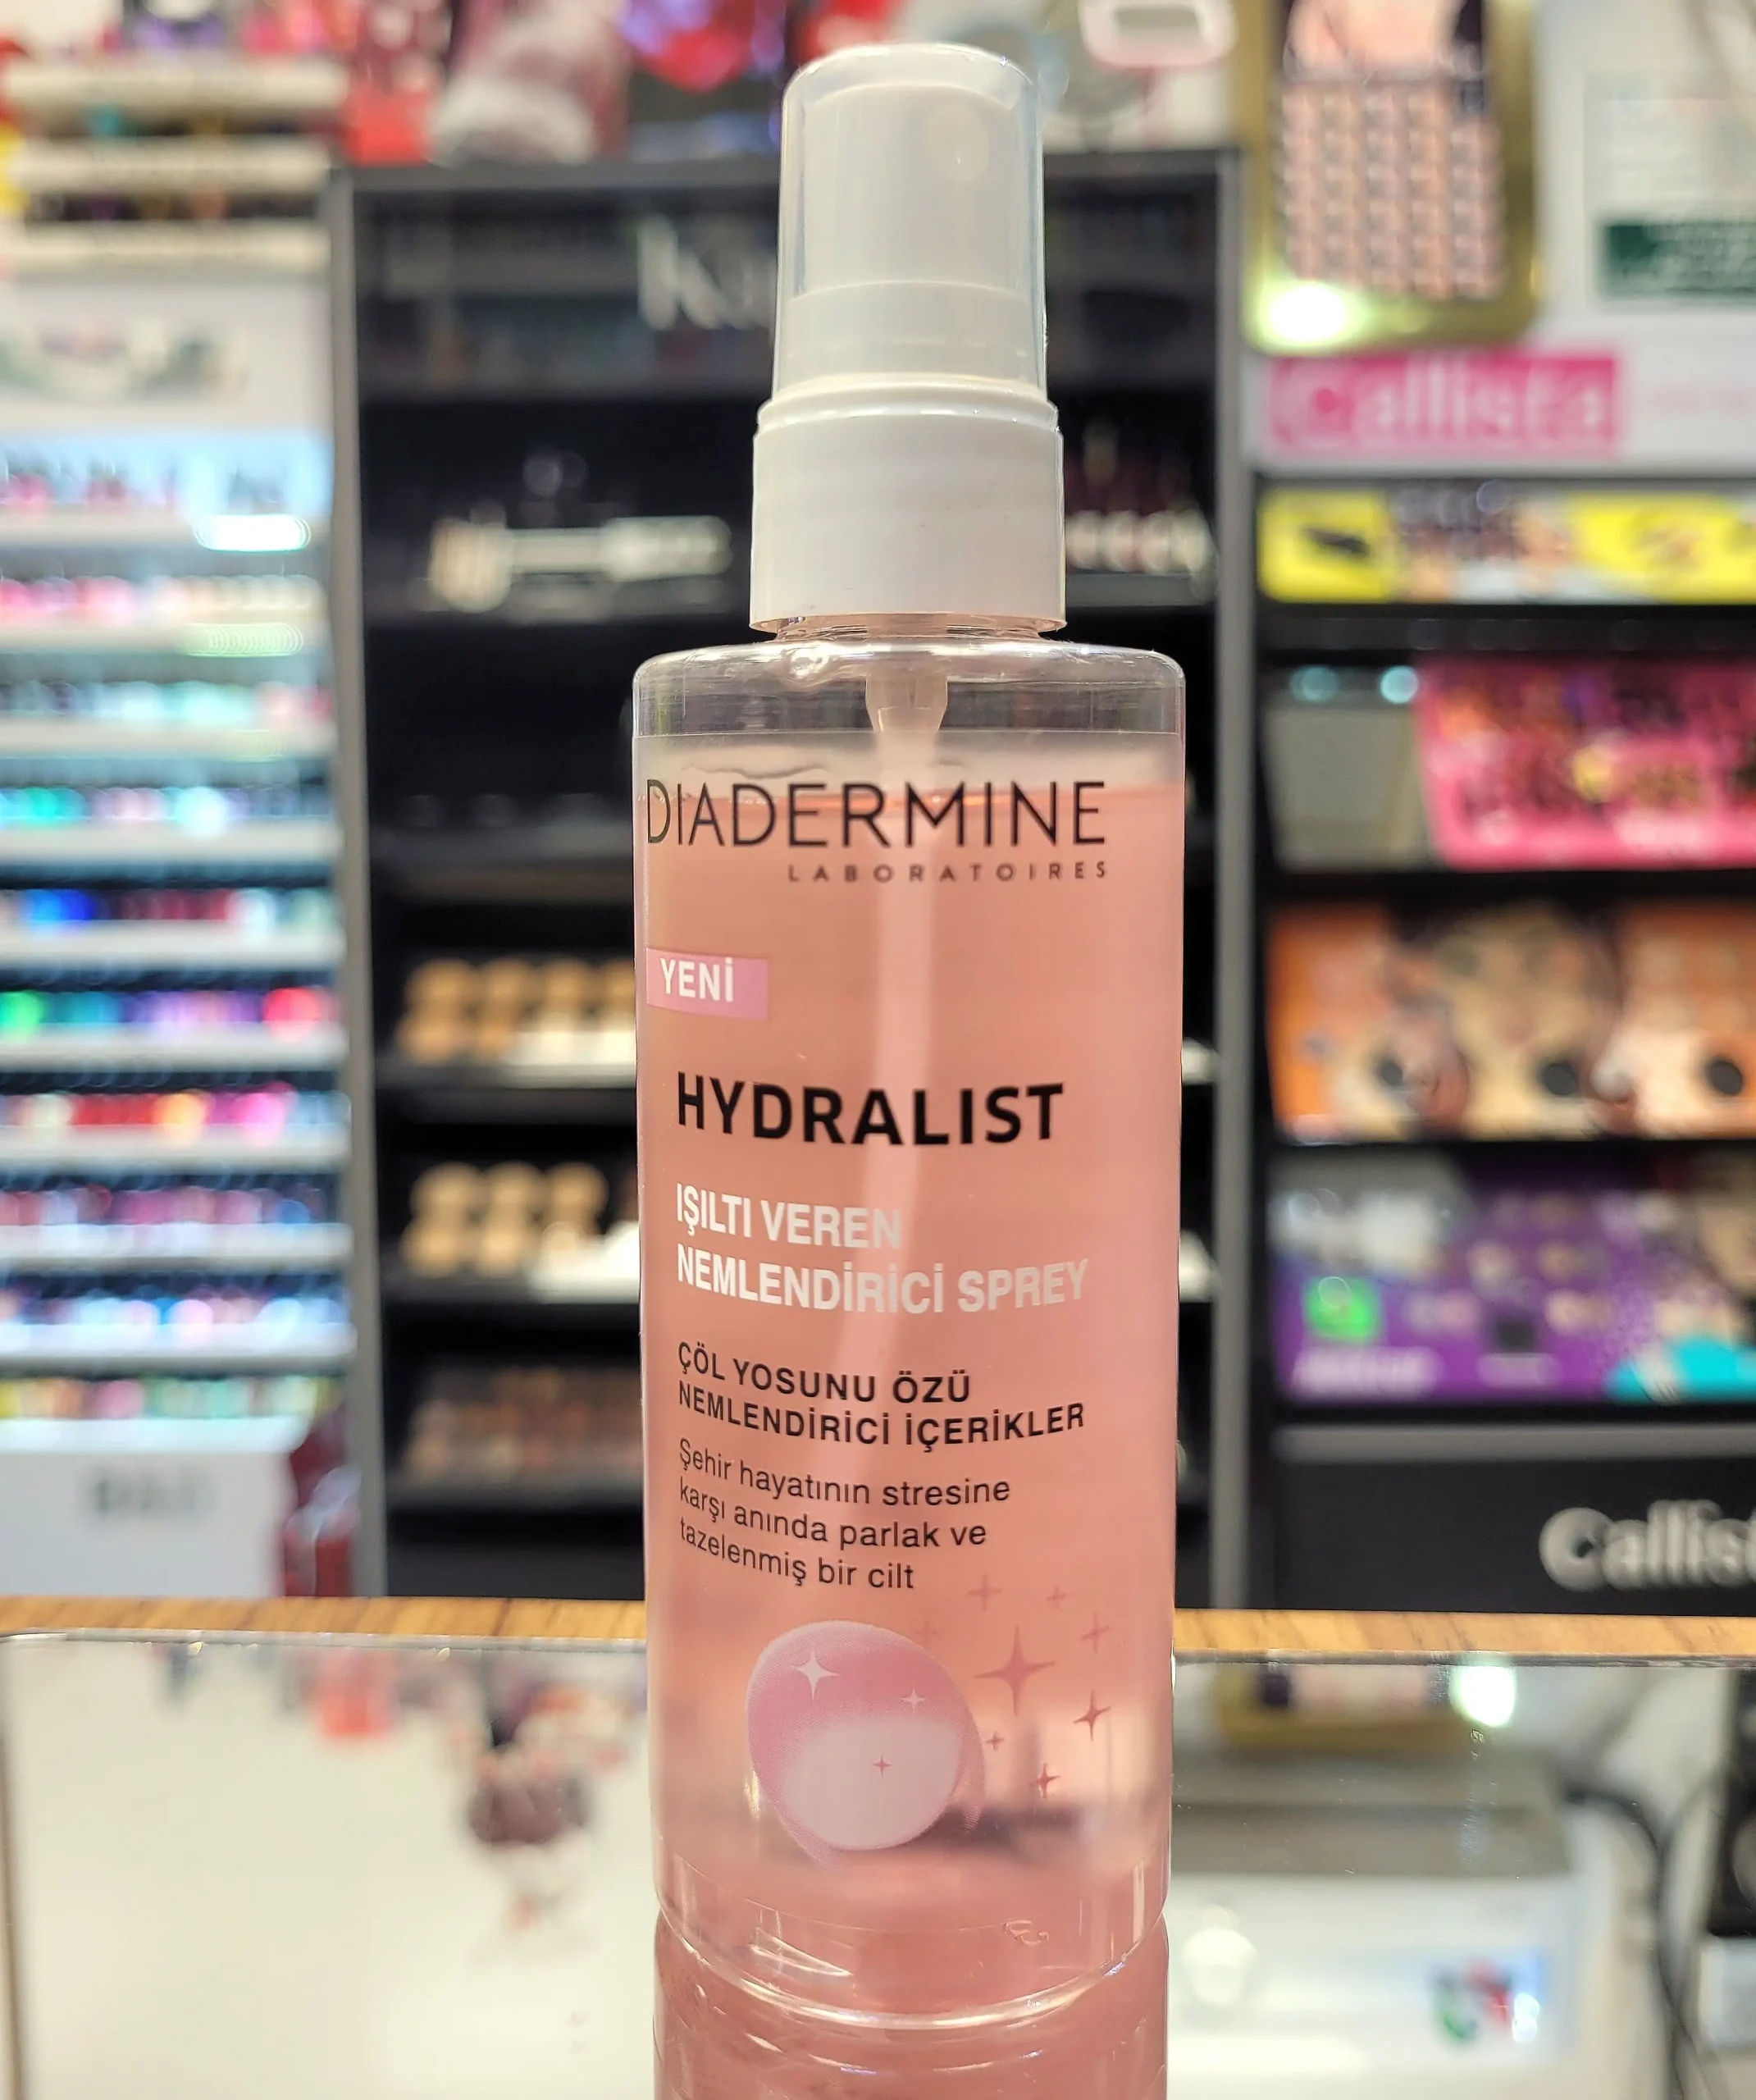 Callista
DIADERMINE
LABORATOIRES
YENİ
HYDRALIST
IŞILTI VEREN
NEMLENDİRİCİ SPREY
ÇÖL YOSUNU ÖZÜ
NEMLENDİRİCİ İÇERİKLER
Şehir hayatının stresine
karşı anında parlak ve
tazelenmiş bir cilt